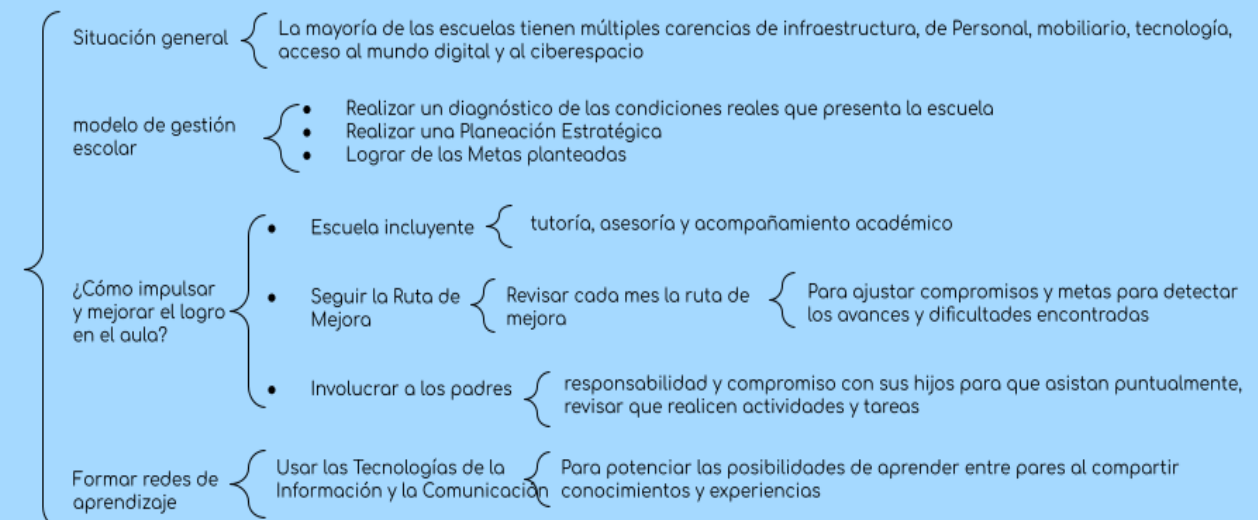 Situación general
La mayoría de las escuelas tienen múltiples carencias de infraestructura, de Personal, mobiliario, tecnología,
acceso al mundo digital y al ciberespacio
modelo de gestión
escolar
• Realizar un diagnóstico de las condiciones reales que presenta la escuela
• Realizar una Planeación Estratégica
• Lograr de las Metas planteadas
¿Cómo impulsar
y mejorar el logro
en el aula?
• Escuela incluyente
tutoría, asesoría y acompañamiento académico
• Seguir la Ruta de
Mejora
Revisar cada mes la ruta de
mejora
Para ajustar compromisos y metas para detectar
los avances y dificultades encontradas
• Involucrar a los padres
responsabilidad y compromiso con sus hijos para que asistan puntualmente,
revisar que realicen actividades y tareas
Formar redes de
aprendizaje
Usar las Tecnologías de la
Información y la Comunicación
Para potenciar las posibilidades de aprender entre pares al compartir
conocimientos y experiencias